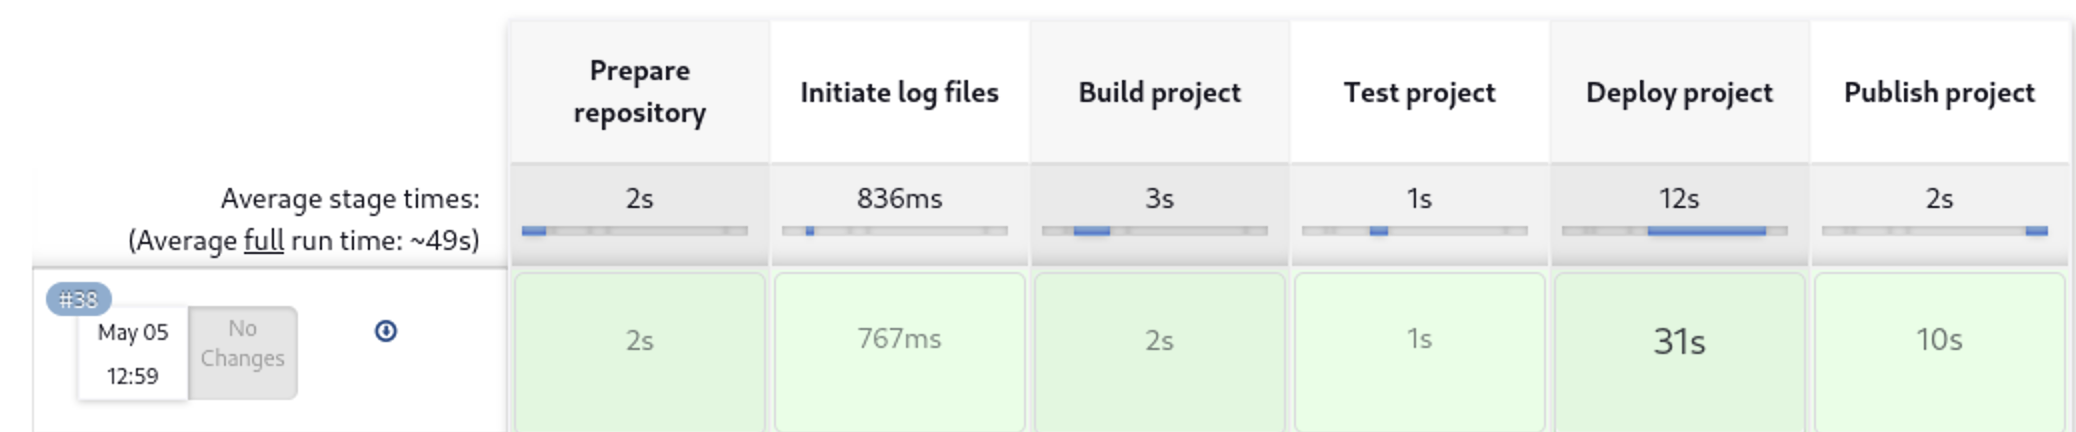 Prepare
repository
Initiate log files
Build project
Test project
Deploy project
Publish project
Average stage times:
(Average full run time: ~49s)
2s
836ms
3s
1s
12s
2s
#38
May 05
12:59
No
Changes
2s
767ms
2s
1s
31s
10s